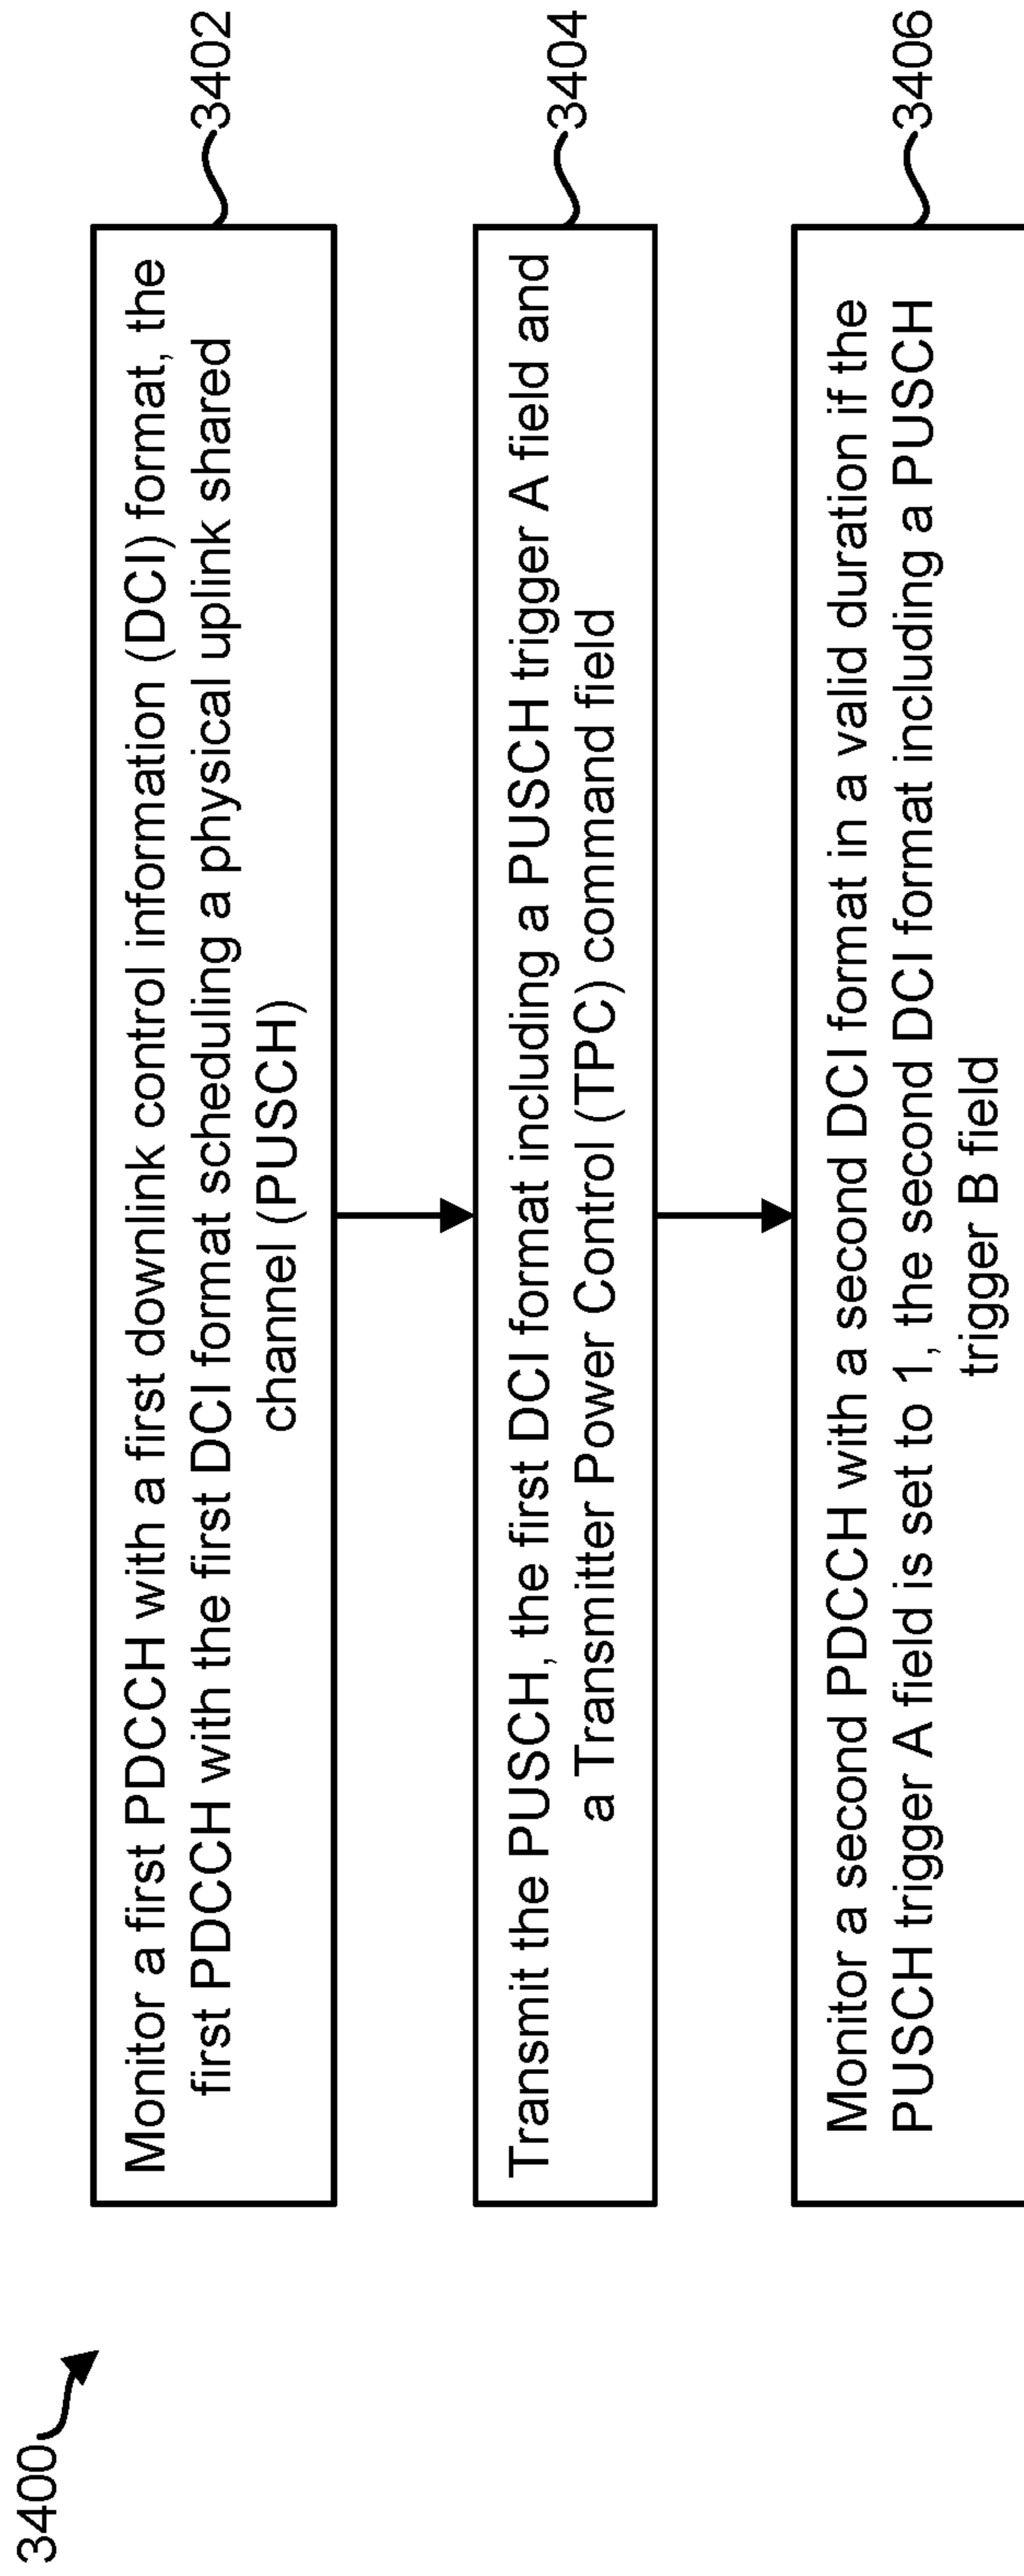 3400
Monitor a first PDCCH with a first downlink control information (DCI) format, the
first PDCCH with the first DCI format scheduling a physical uplink shared
channel (PUSCH)
3402
Transmit the PUSCH, the first DCI format including a PUSCH trigger A field and
a Transmitter Power Control (TPC) command field
3404
Monitor a second PDCCH with a second DCI format in a valid duration if the
PUSCH trigger A field is set to 1, the second DCI format including a PUSCH
trigger B field
3406